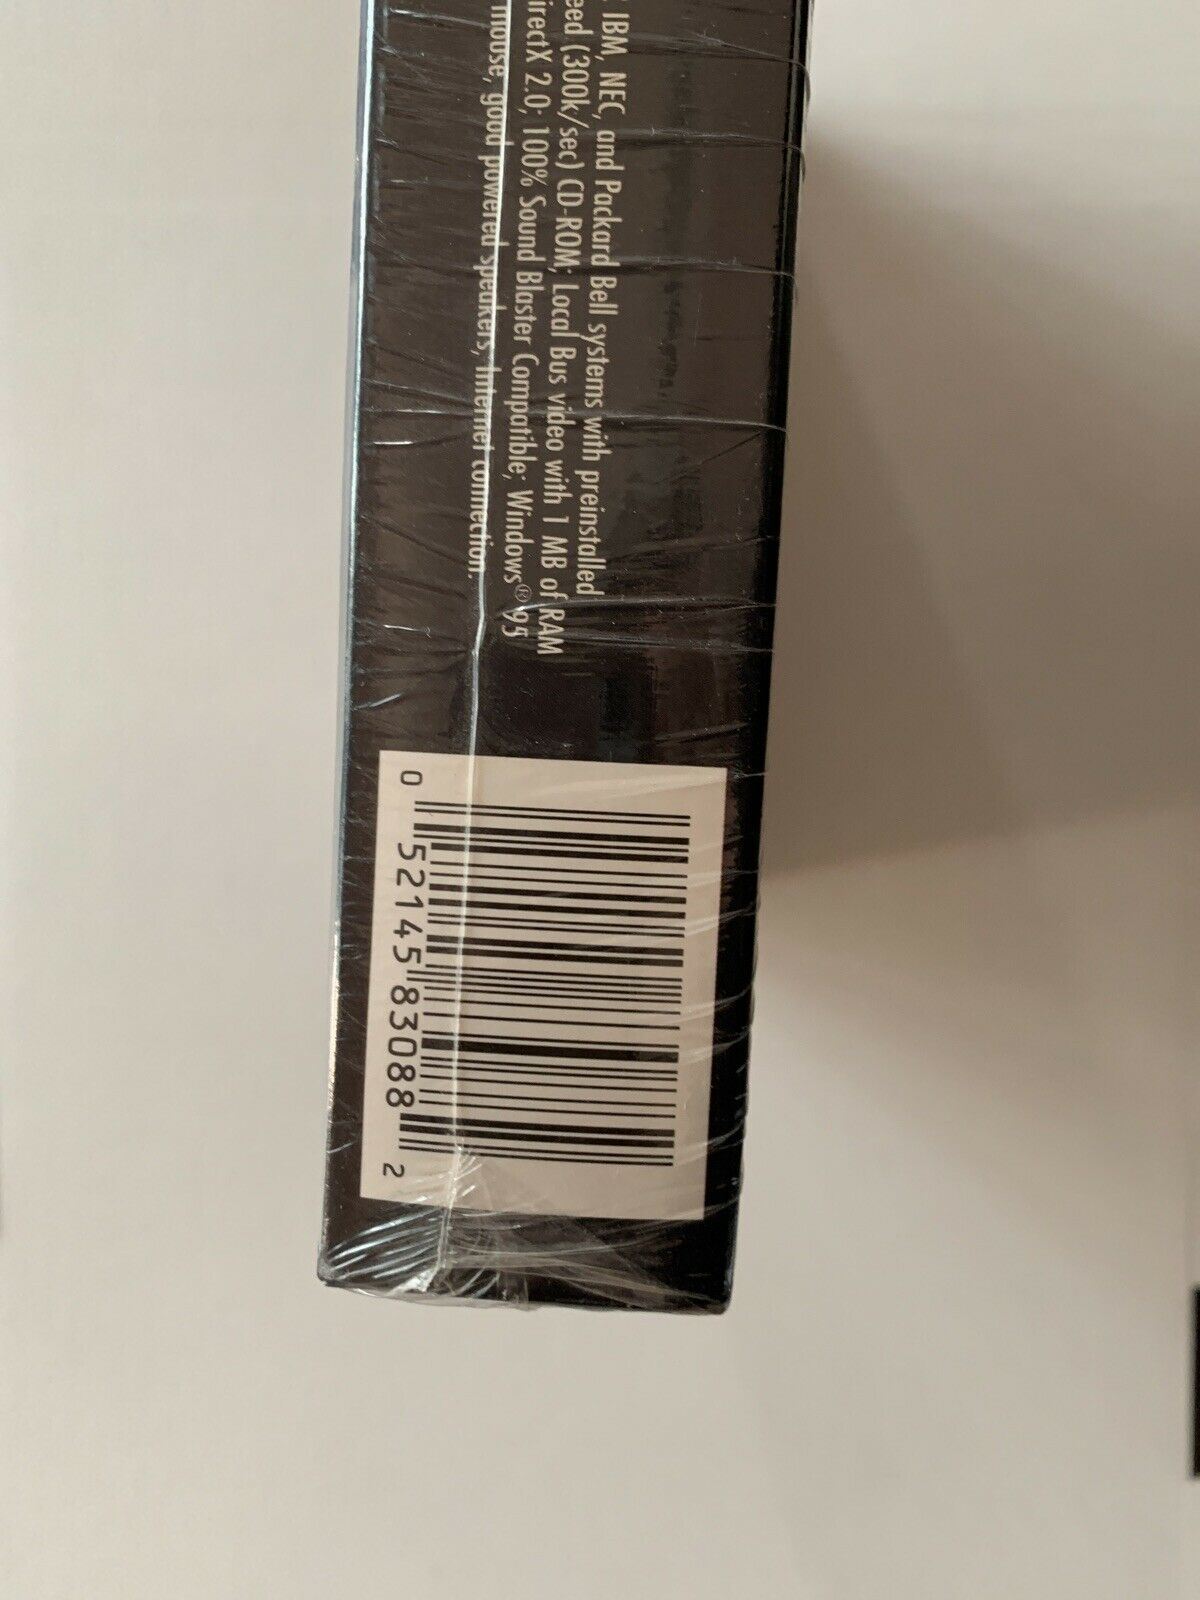 IBM, NEC, and Packard Bell systems with preinstalled
eed (300k/sec) CD-ROM; Local Bus video with 1 MB of RAM
irectX 2.0; 100% Sound Blaster Compatible; Windows® 95
mouse, good powered speakers, Internet connection.
0 52145 83088 2